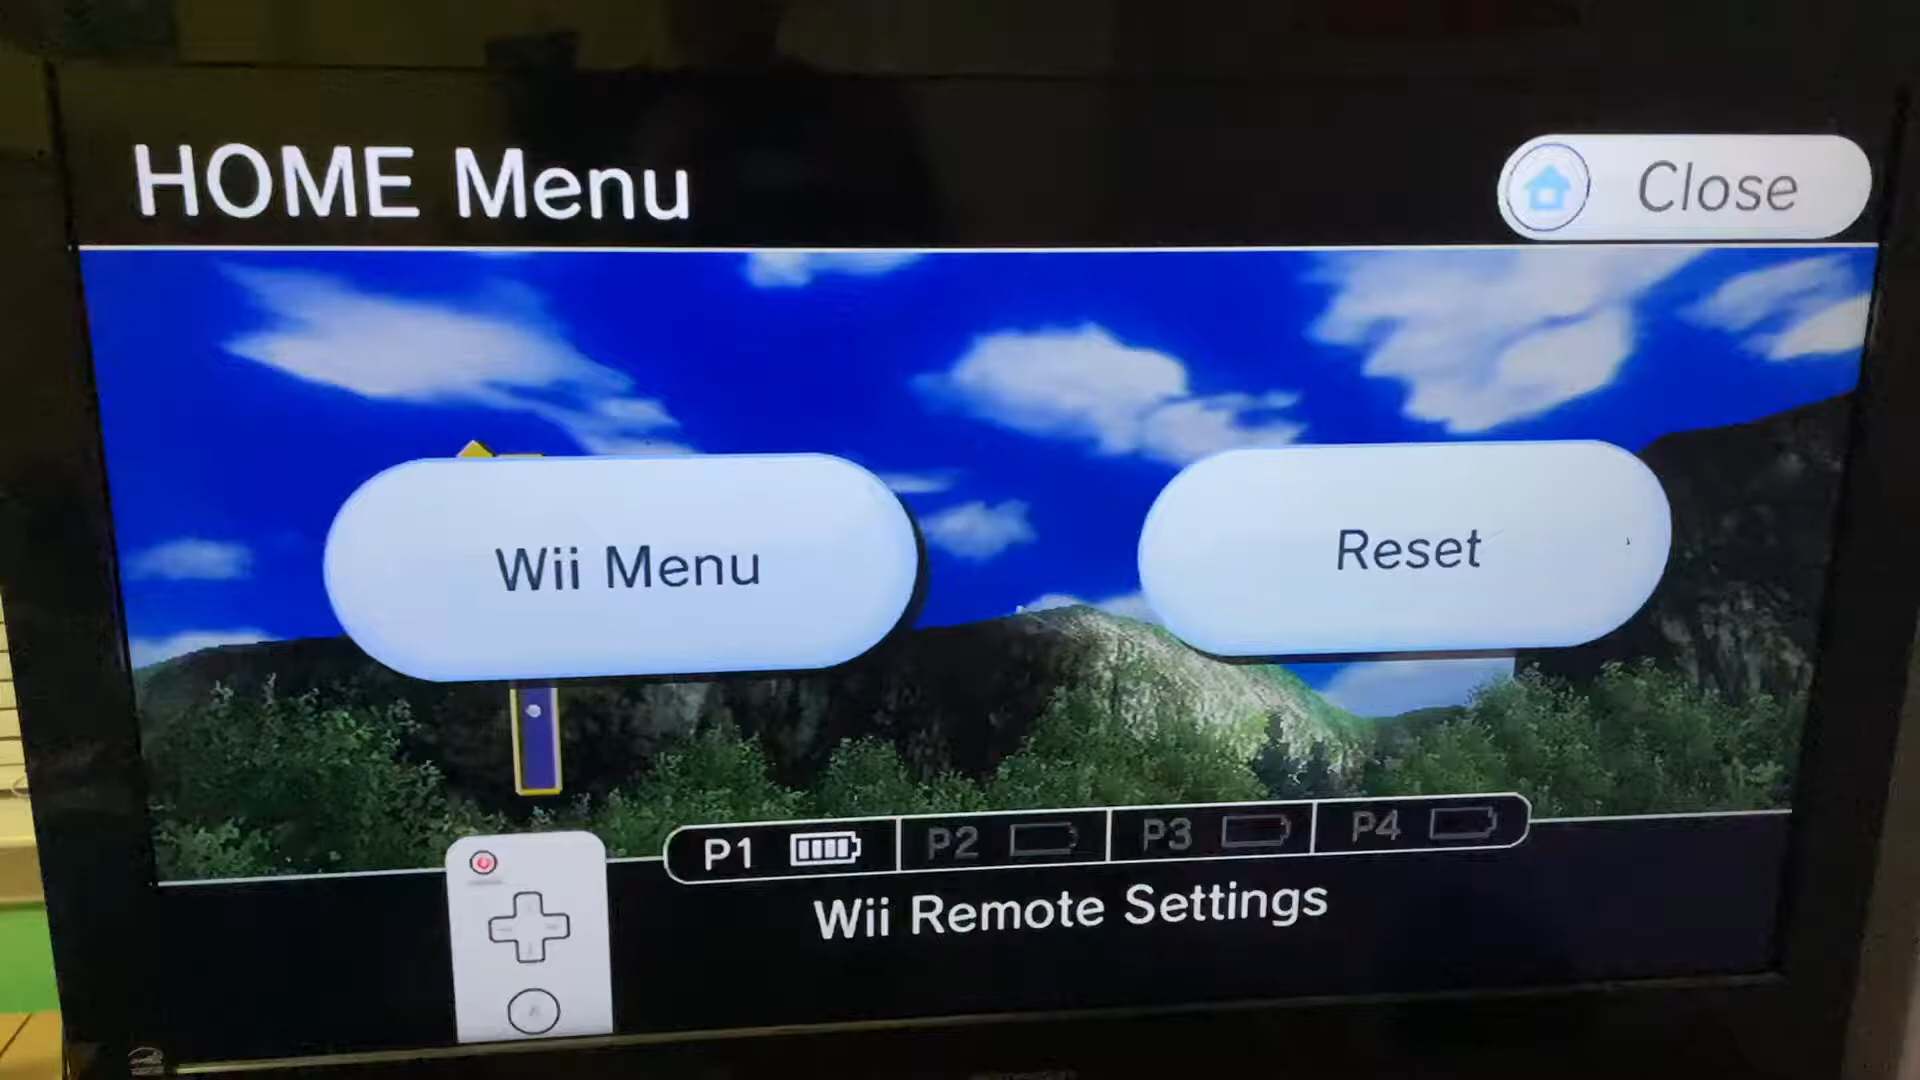 HOME Menu
Close
Wii Menu
Reset
P1 P2 P3 P4
Wii Remote Settings